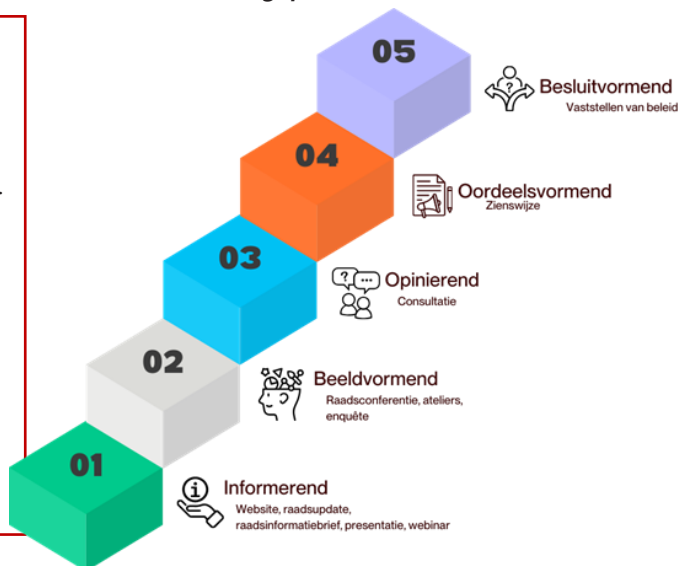 05
Besluitvormend
Vaststellen van beleid
04
Oordeelsvormend
Zienswijze
03
Opinierend
Consultatie
02
Beeldvormend
Raadsconferentie, ateliers,
enquête
01
Informerend
Website, raadsupdate,
raadsinformatiebrief, presentatie, webinar